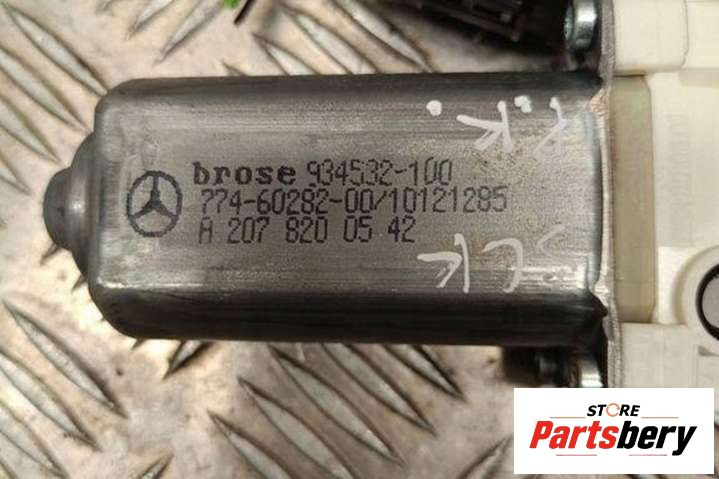 brose 934532-100
774-60282-00/10121285
A 207 820 05 42
STORE
Partsbery